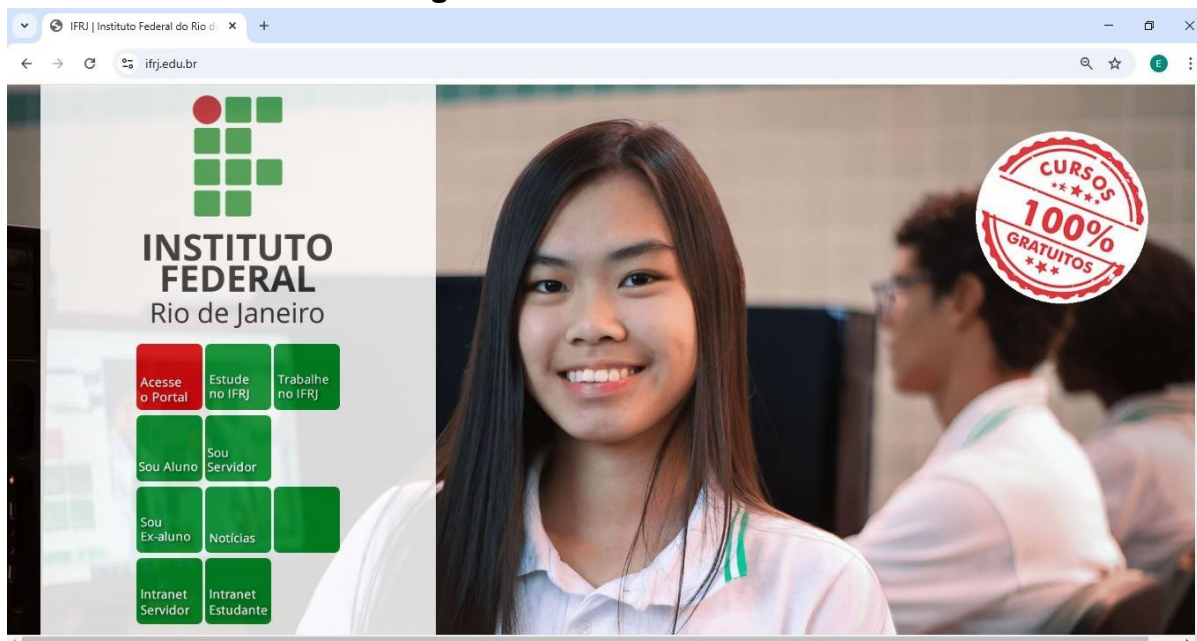 IFRJ | Instituto Federal do Rio d
ifrj.edu.br
E
INSTITUTO
FEDERAL
Rio de Janeiro
Acesse
o Portal
Estude
no IFRJ
Trabalhe
no IFRJ
Sou Aluno
Sou
Servidor
Sou
Ex-aluno
Notícias
Intranet
Servidor
Intranet
Estudante
CURSOS
100%
GRATUITOS